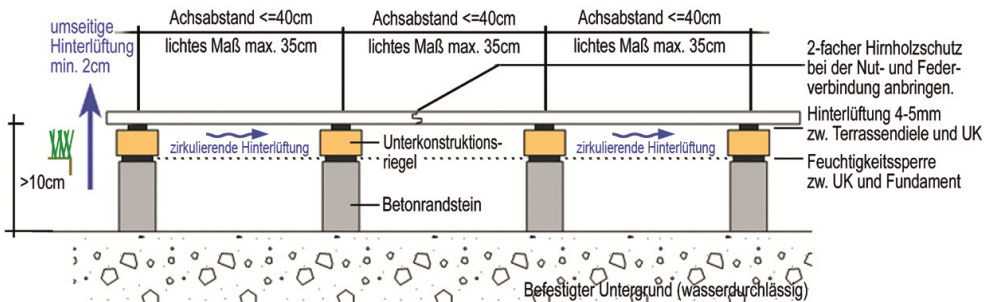 umseitige
Hinterlüftung
min. 2cm
Achsabstand <=40cm
lichtes Maß max. 35cm
Achsabstand <=40cm
lichtes Maß max. 35cm
Achsabstand <=40cm
lichtes Maß max. 35cm
2-facher Hirnholzschutz
bei der Nut- und Feder-
verbindung anbringen.
Hinterlüftung 4-5mm
zw. Terrassendiele und UK
zirkulierende Hinterlüftung
Unterkonstruktions-
riegel
zirkulierende Hinterlüftung
Feuchtigkeitssperre
zw. UK und Fundament
>10cm
Betonrandstein
Befestigter Untergrund (wasserdurchlässig)